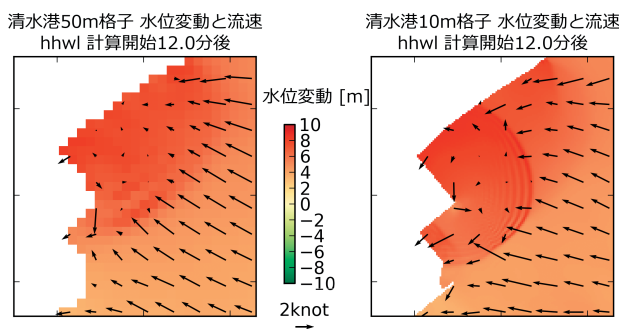 清水港50m格子 水位変動と流速
hhwl 計算開始12.0分後
清水港10m格子 水位変動と流速
hhwl 計算開始12.0分後
水位変動 [m]
10
8
6
4
2
0
−2
−4
−6
−8
−10
2knot